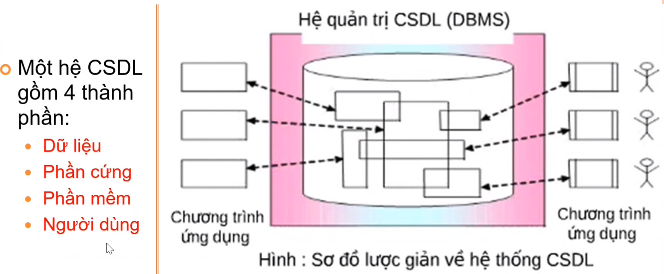 Một hệ CSDL
gồm 4 thành
phần:
Dữ liệu
Phần cứng
Phần mềm
Người dùng
Hệ quản trị CSDL (DBMS)
Chương trình
ứng dụng
Chương trình
ứng dụng
Hình : Sơ đồ lược giản về hệ thống CSDL